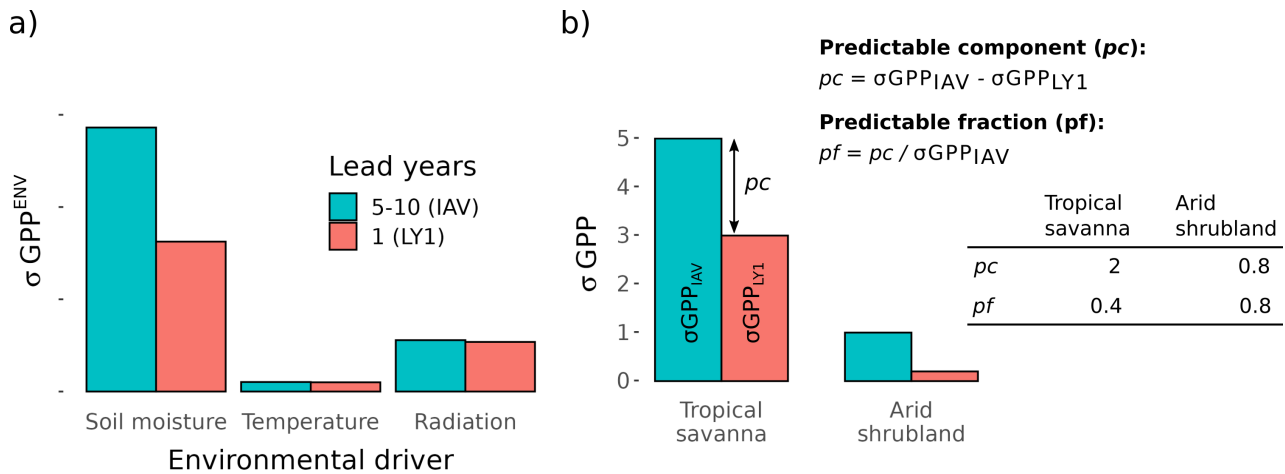 a)
σ GPP^ENV
Lead years
5-10 (IAV)
1 (LY1)
Soil moisture
Temperature
Radiation
Environmental driver
b)
Predictable component (pc):
pc = σGPP_IAV - σGPP_LY1
Predictable fraction (pf):
pf = pc / σGPP_IAV
σ GPP
5
4
3
2
1
0
pc
σGPP_IAV
σGPP_LY1
Tropical
savanna
Arid
shrubland
Tropical
savanna
Arid
shrubland
pc 2 0.8
pf 0.4 0.8